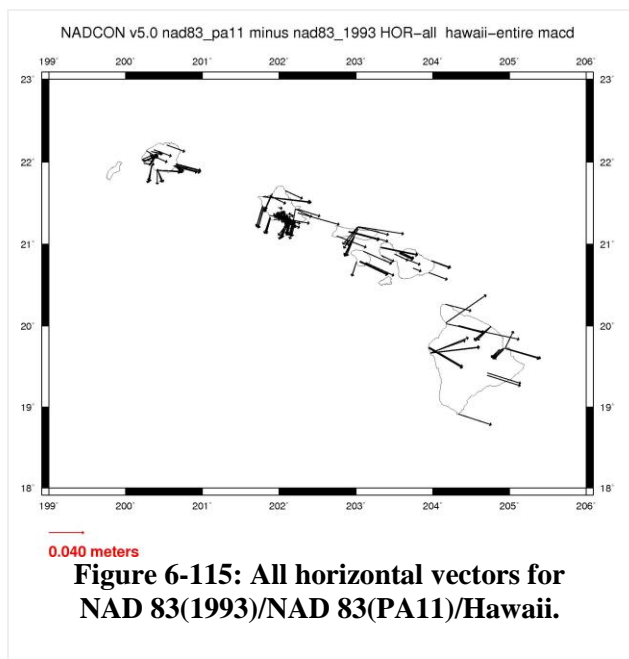 NADCON v5.0 nad83_pa11 minus nad83_1993 HOR−all hawaii−entire macd
199˚ 200˚ 201˚ 202˚ 203˚ 204˚ 205˚ 206˚
23˚ 23˚
22˚ 22˚
21˚ 21˚
20˚ 20˚
19˚ 19˚
18˚ 18˚
199˚ 200˚ 201˚ 202˚ 203˚ 204˚ 205˚ 206˚
0.040 meters
Figure 6-115: All horizontal vectors for
NAD 83(1993)/NAD 83(PA11)/Hawaii.